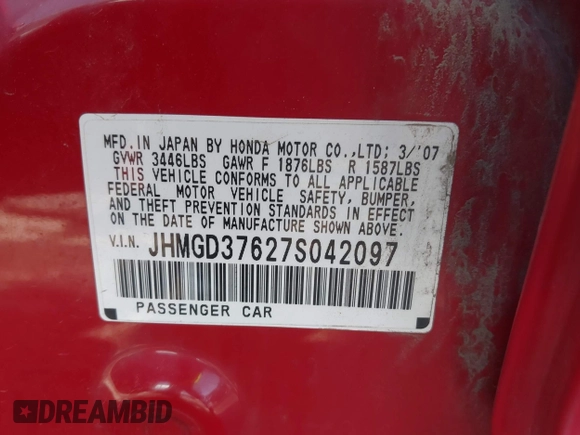 MFD. IN JAPAN BY HONDA MOTOR CO.,LTD; 3/'07
GVWR 3446LBS GAWR F 1876LBS R 1587LBS
THIS VEHICLE CONFORMS TO ALL APPLICABLE
FEDERAL MOTOR VEHICLE SAFETY, BUMPER,
AND THEFT PREVENTION STANDARDS IN EFFECT
ON THE DATE OF MANUFACTURE SHOWN ABOVE.
V.I.N. JHMGD37627S042097
PASSENGER CAR
DREAMBID